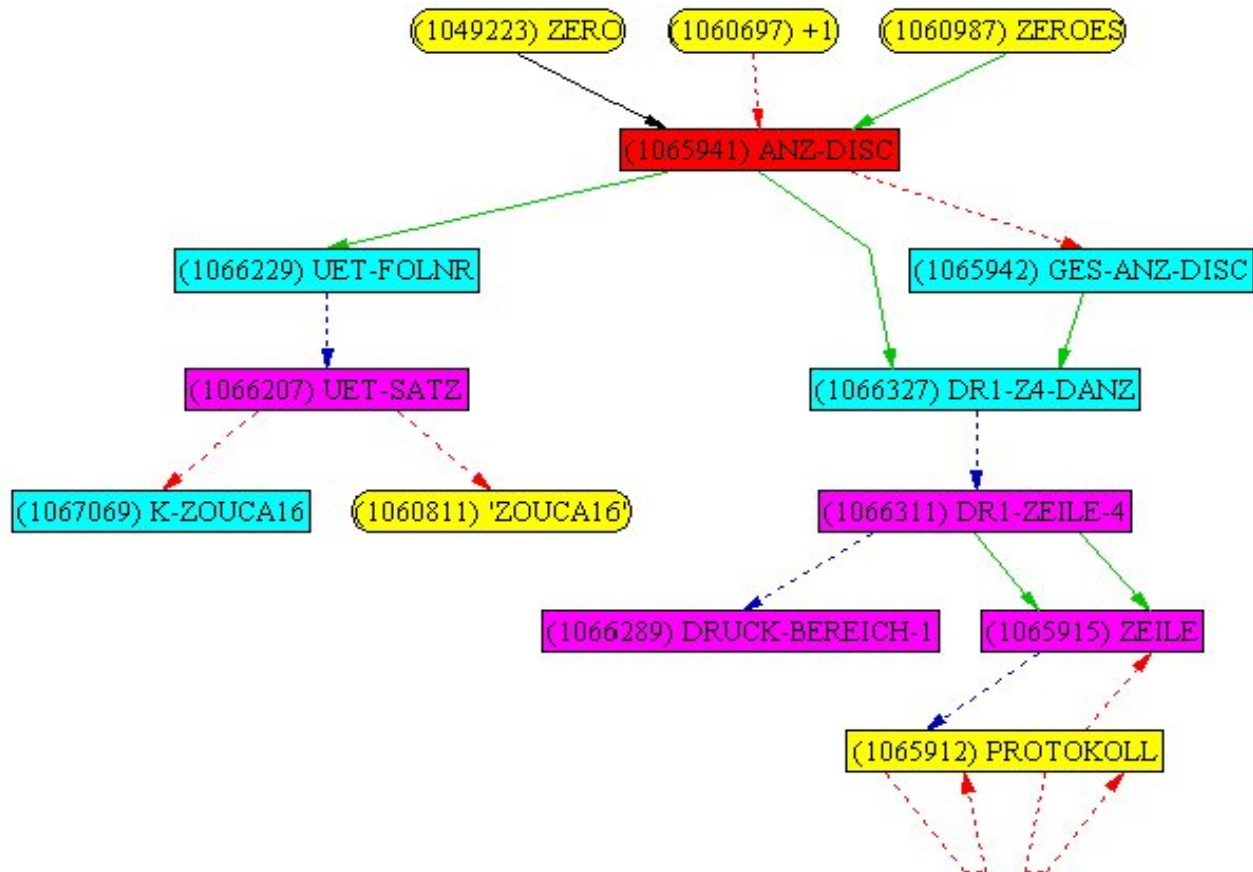 (1049223) ZERO
(1060697) +1
(1060987) ZEROES
(1065941) ANZ-DISC
(1066229) UET-FOLNR
(1065942) GES-ANZ-DISC
(1066207) UET-SATZ
(1066327) DR1-Z4-DANZ
(1067069) K-ZOUCA16
(1060811) 'ZOUCA16'
(1066311) DR1-ZEILE-4
(1066289) DRUCK-BEREICH-1
(1065915) ZEILE
(1065912) PROTOKOLL